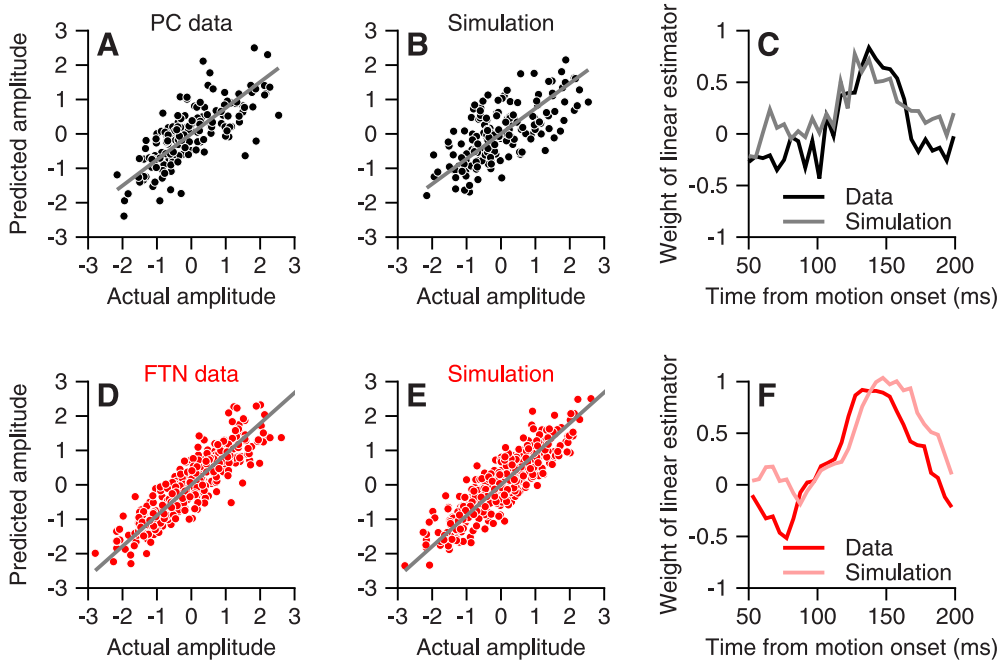 A PC data
3
2
1
0
-1
-2
-3
Predicted amplitude
-3 -2 -1 0 1 2 3
Actual amplitude
B Simulation
3
2
1
0
-1
-2
-3
-3 -2 -1 0 1 2 3
Actual amplitude
C
1
0.5
0
-0.5
-1
Weight of linear estimator
Data
Simulation
50 100 150 200
Time from motion onset (ms)
D FTN data
3
2
1
0
-1
-2
-3
Predicted amplitude
-3 -2 -1 0 1 2 3
Actual amplitude
E Simulation
3
2
1
0
-1
-2
-3
-3 -2 -1 0 1 2 3
Actual amplitude
F
1
0.5
0
-0.5
-1
Weight of linear estimator
Data
Simulation
50 100 150 200
Time from motion onset (ms)